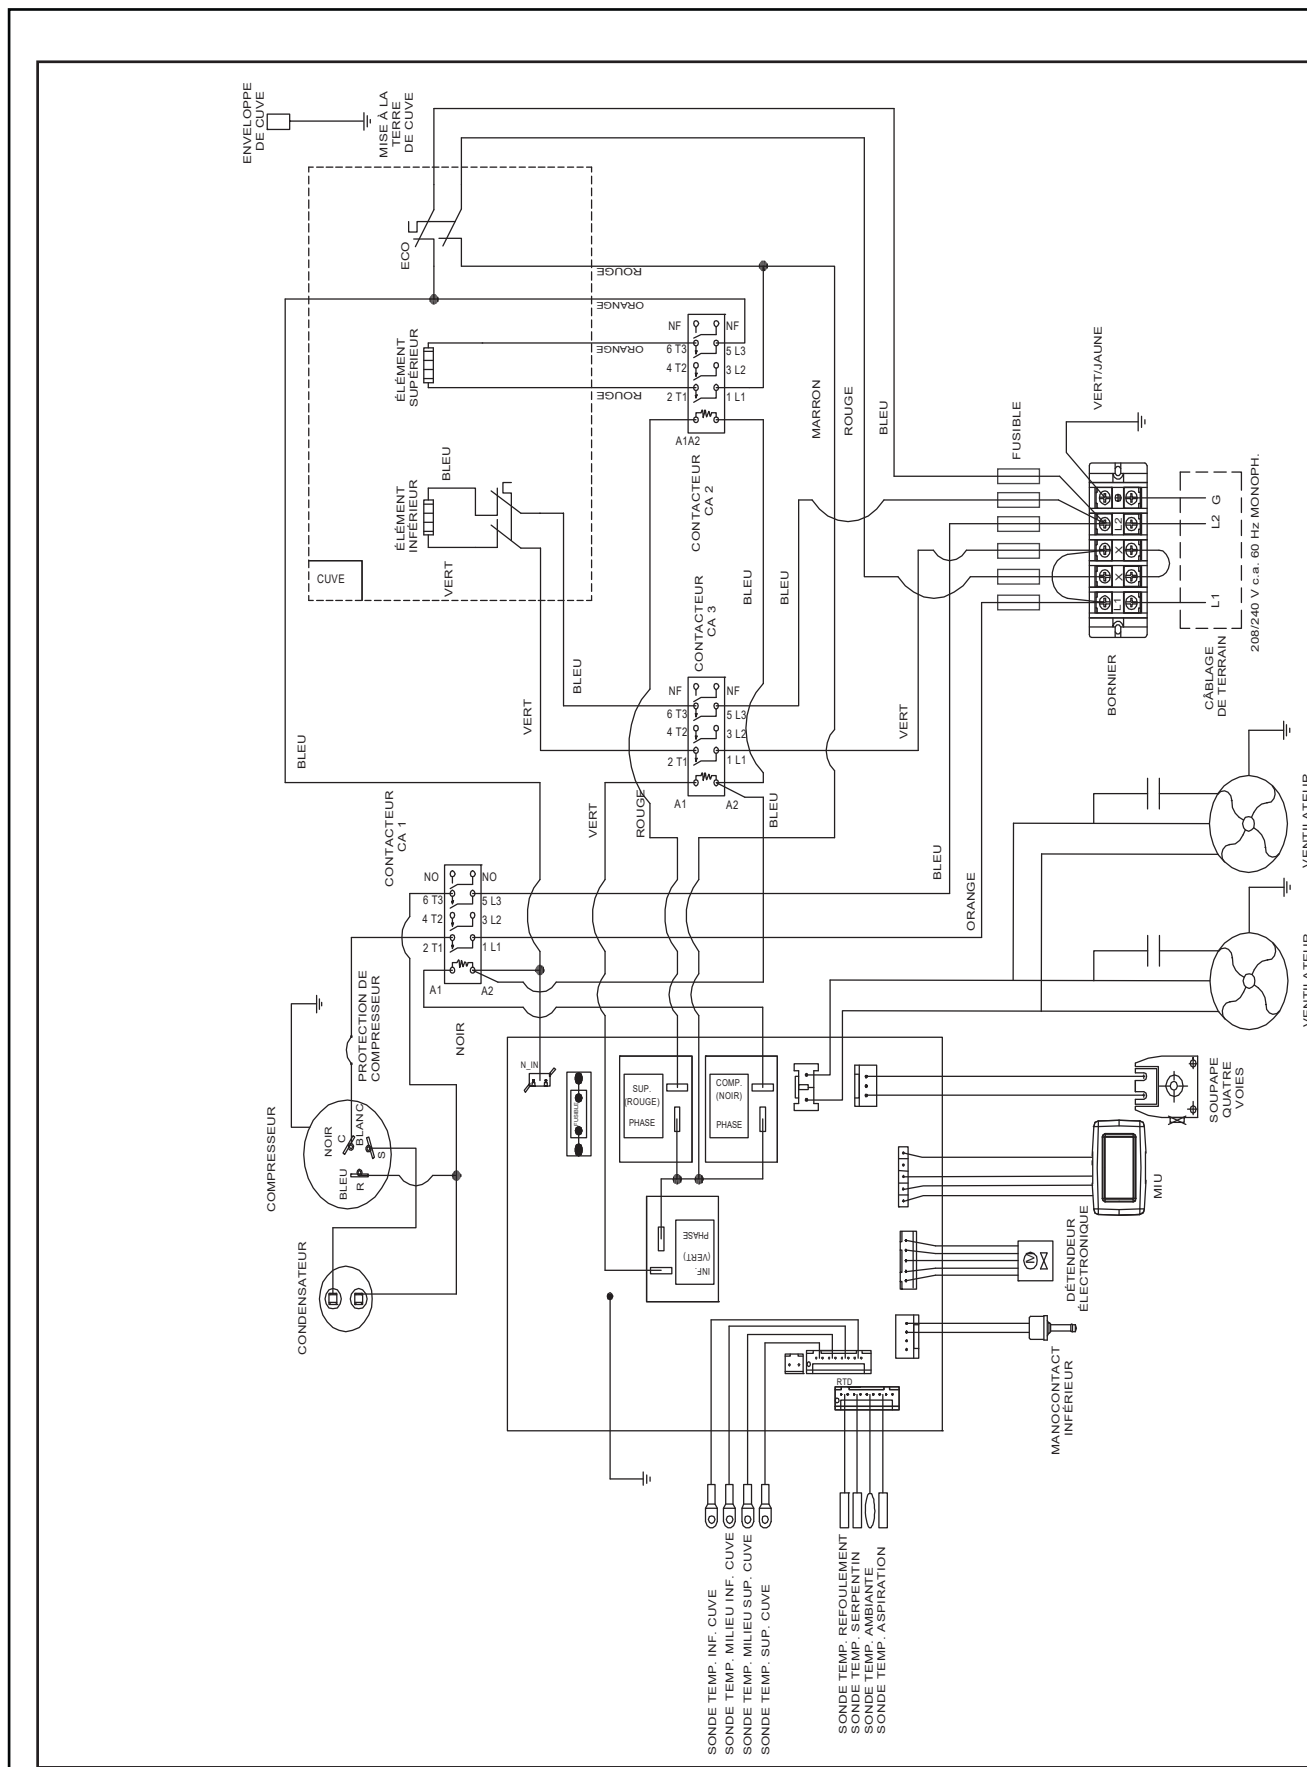 ENVELOPPE
DE CUVE
MISE À LA
TERRE
DE CUVE
ECO
ROUGE
ORANGE
ORANGE
ROUGE
ÉLÉMENT
SUPÉRIEUR
ÉLÉMENT
INFÉRIEUR
BLEU
VERT
CUVE
NF
NF
6 T3
5 L3
4 T2
3 L2
2 T1
1 L1
A1A2
CONTACTEUR
CA 2
MARRON
ROUGE
BLEU
FUSIBLE
VERT/JAUNE
CONTACTEUR
CA 3
BLEU
BLEU
NF
NF
6 T3
5 L3
4 T2
3 L2
2 T1
1 L1
A1
A2
BLEU
VERT
BLEU
VERT
ROUGE
BLEU
VERT
L2
X
X
L1
G
L2
L1
208/240 V c.a. 60 Hz MONOPH.
BORNIER
CÂBLAGE
DE TERRAIN
BLEU
CONTACTEUR
CA 1
NO
NO
6 T3
5 L3
4 T2
3 L2
2 T1
1 L1
A1
A2
BLEU
ORANGE
NOIR
PROTECTION DE
COMPRESSEUR
COMPRESSEUR
NOIR
C
BLANC
S
BLEU
R
CONDENSATEUR
N_IN
FUSIBLE
SUP.
(ROUGE)
PHASE
COMP.
(NOIR)
PHASE
INF.
(VERT)
PHASE
VENTILATEUR
VENTILATEUR
SOUPAPE
QUATRE
VOIES
MIU
M
DÉTENDEUR
ÉLECTRONIQUE
MANOCONTACT
INFÉRIEUR
RTD
SONDE TEMP. INF. CUVE
SONDE TEMP. MILIEU INF. CUVE
SONDE TEMP. MILIEU SUP. CUVE
SONDE TEMP. SUP. CUVE
SONDE TEMP. REFOULEMENT
SONDE TEMP. SERPENTIN
SONDE TEMP. AMBIANTE
SONDE TEMP. ASPIRATION